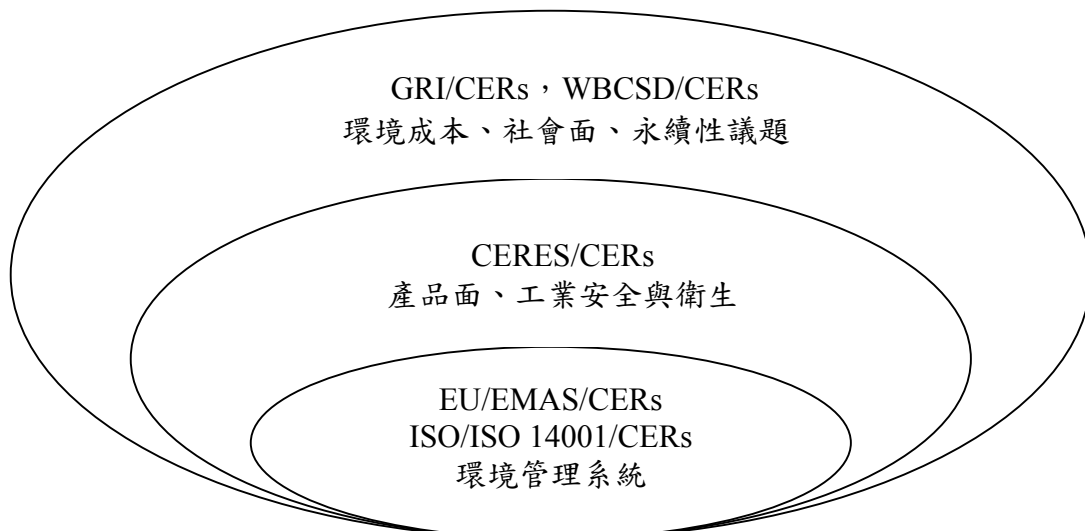 GRI/CERs，WBCSD/CERs
環境成本、社會面、永續性議題
CERES/CERs
產品面、工業安全與衛生
EU/EMAS/CERs
ISO/ISO 14001/CERs
環境管理系統